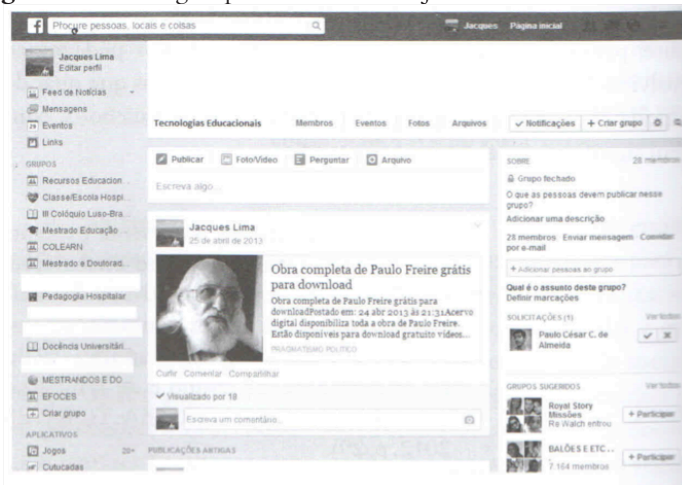 Procure pessoas, locais e coisas
Jacques Página inicial
Jacques Lima
Editar perfil
Feed de Notícias
Mensagens
Eventos
Links
GRUPOS
Recursos Educacion...
Classe/Escola Hospi...
III Colóquio Luso-Bra...
Mestrado Educação
COLEARN
Mestrado e Doutorad...
Pedagogia Hospitalar
Docência Universitári...
MESTRANDOS E DO...
EFOCES
Criar grupo
APLICATIVOS
Jogos 20+
Cutucadas
Tecnologias Educacionais Membros Eventos Fotos Arquivos Notificações + Criar grupo
Publicar Foto/Vídeo Perguntar Arquivo
Escreva algo...
Jacques Lima
25 de abril de 2013
Obra completa de Paulo Freire grátis
para download
Obra completa de Paulo Freire grátis para
downloadPostado em: 24 abr 2013 às 21:31Acervo
digital disponibiliza toda a obra de Paulo Freire.
Estão disponíveis para download gratuito vídeos...
PRAGMATISMO POLITICO
Curtir · Comentar · Compartilhar
Visualizado por 18
Escreva um comentário...
PUBLICAÇÕES ANTIGAS
SOBRE 28 membros
Grupo fechado
O que as pessoas devem publicar nesse
grupo?
Adicionar uma descrição
28 membros · Enviar mensagem · Convidar
por e-mail
+ Adicionar pessoas ao grupo
Qual é o assunto deste grupo?
Definir marcações
SOLICITAÇÕES (1) Ver todos
Paulo César C. de
Almeida
GRUPOS SUGERIDOS Ver todos
Royal Story
Missões
Re Walch entrou
+ Participar
BALÕES E ETC...
7.164 membros
+ Participar